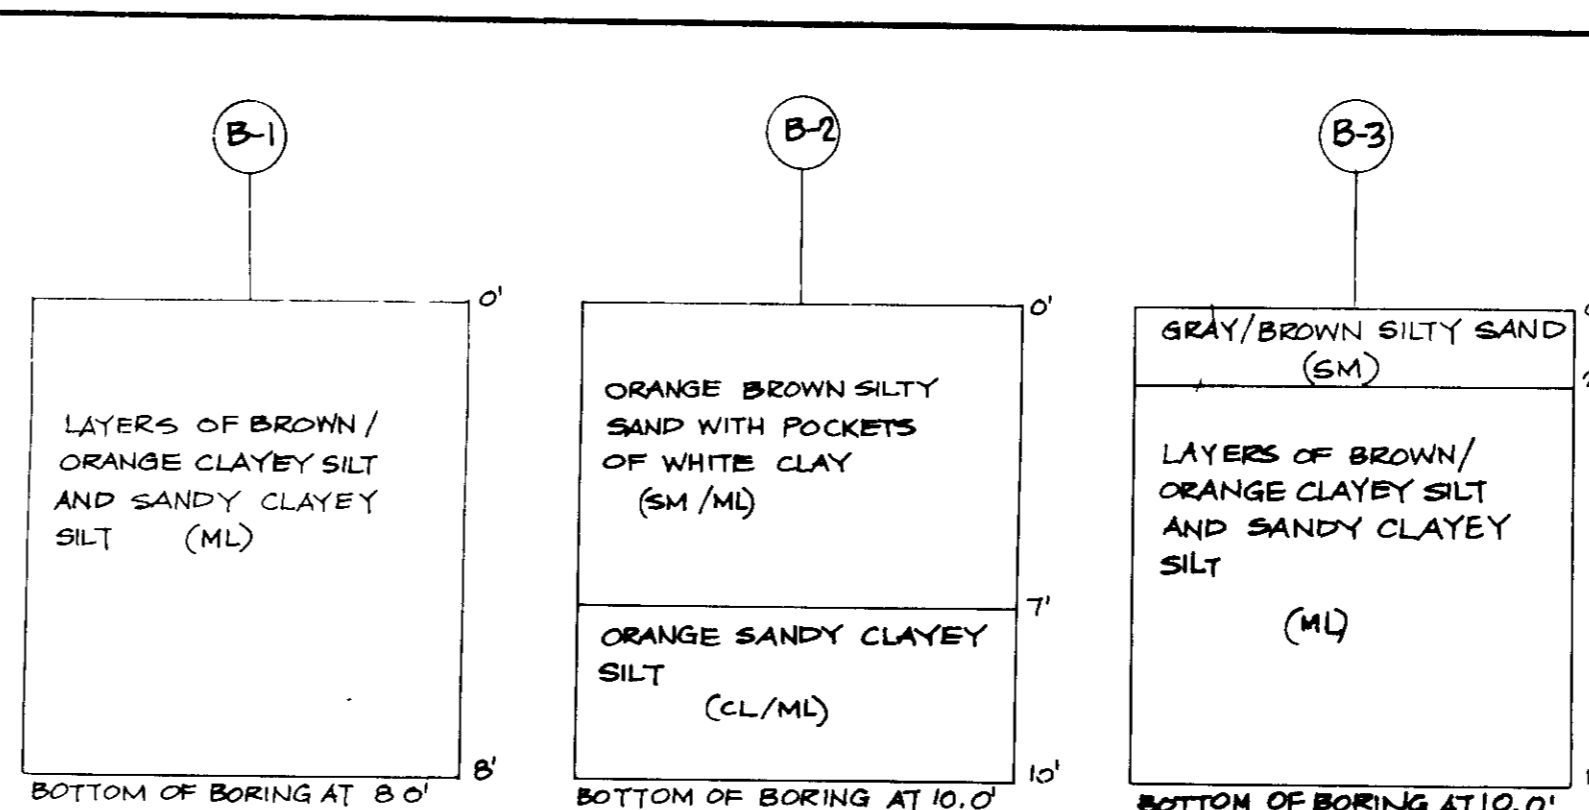 B-1
0'
LAYERS OF BROWN/
ORANGE CLAYEY SILT
AND SANDY CLAYEY
SILT (ML)
8'
BOTTOM OF BORING AT 8 0'
B-2
0'
ORANGE BROWN SILTY
SAND WITH POCKETS
OF WHITE CLAY
(SM/ML)
7'
ORANGE SANDY CLAYEY
SILT
(CL/ML)
10'
BOTTOM OF BORING AT 10.0'
B-3
GRAY/BROWN SILTY SAND
(SM)
LAYERS OF BROWN/
ORANGE CLAYEY SILT
AND SANDY CLAYEY
SILT
(ML)
BOTTOM OF BORING AT 10.0'